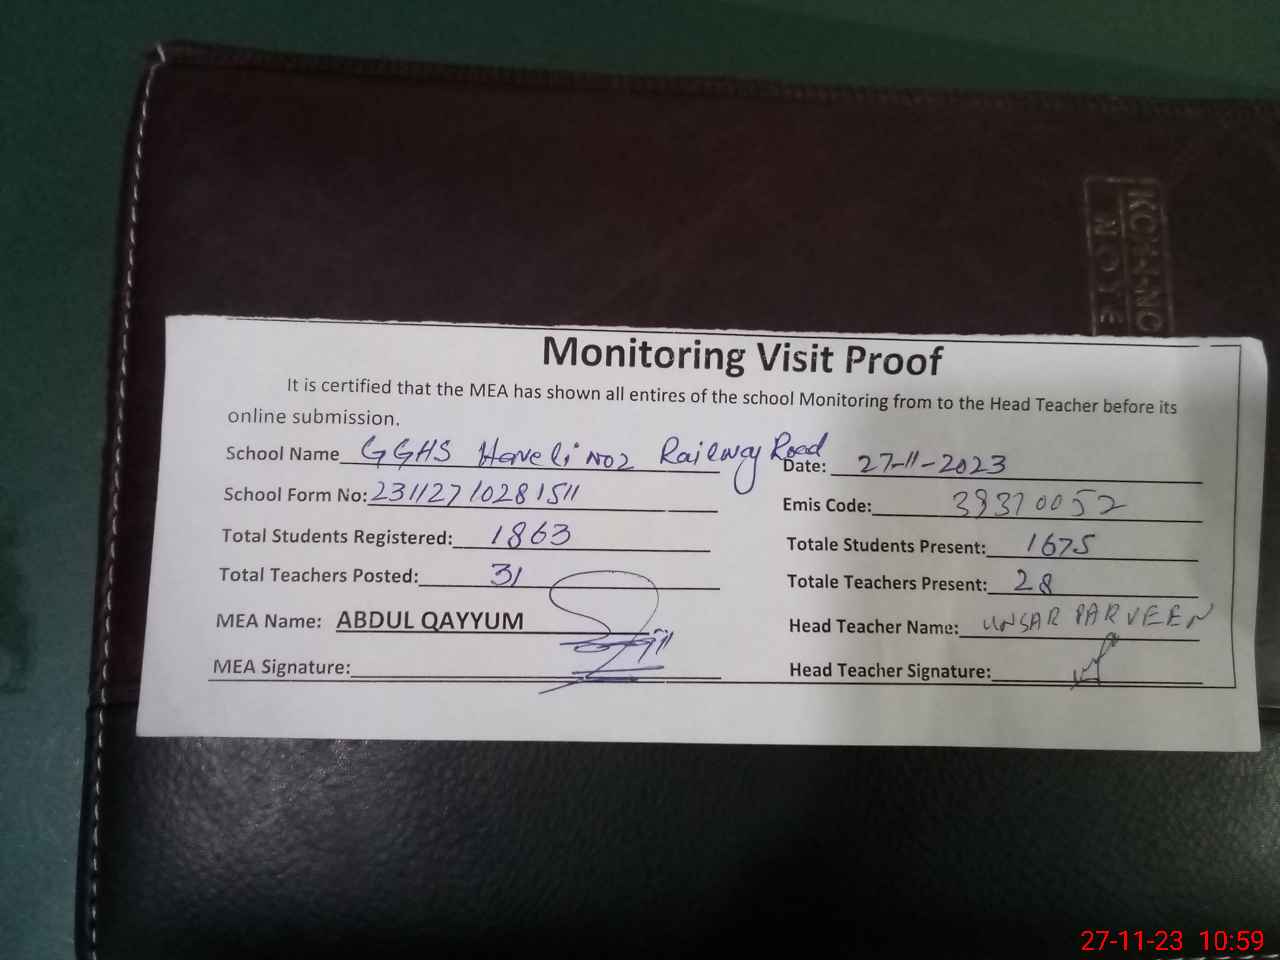 Monitoring Visit Proof
It is certified that the MEA has shown all entires of the school Monitoring from to the Head Teacher before its
online submission.
School Name GGHS Haveli No2 Railway Road Date: 27-11-2023
School Form No: 23112710281511 Emis Code: 39310052
Total Students Registered: 1863 Totale Students Present: 1675
Total Teachers Posted: 31 Totale Teachers Present: 28
MEA Name: ABDUL QAYYUM Head Teacher Name: UNSAR PARVEEN
MEA Signature: Head Teacher Signature:
NOTE
27-11-23 10:59